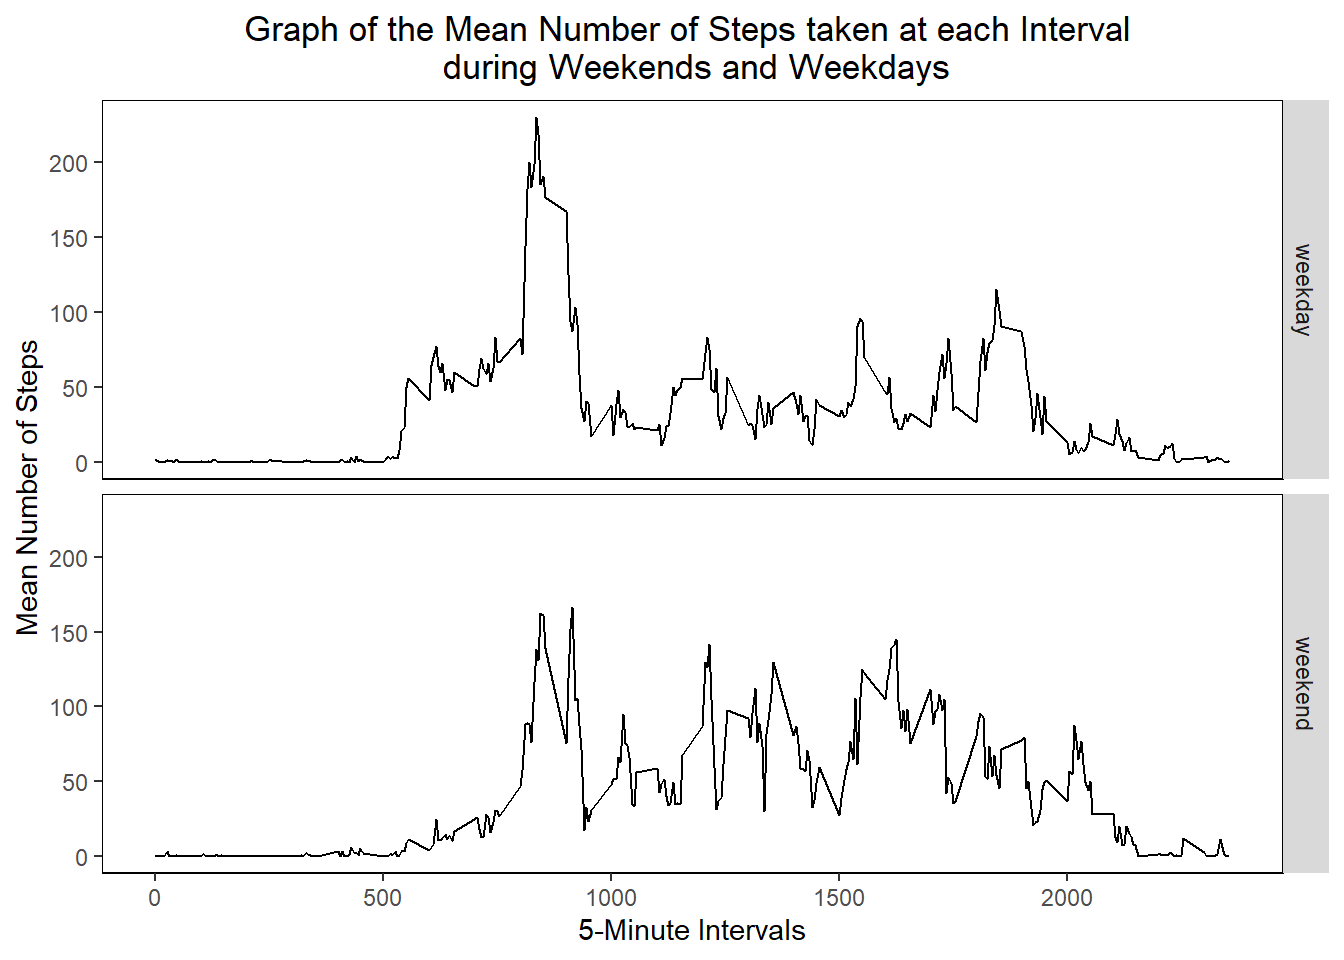 Graph of the Mean Number of Steps taken at each Interval
during Weekends and Weekdays
Mean Number of Steps
200
150
100
50
0
weekday
200
150
100
50
0
weekend
0
500
1000
1500
2000
5-Minute Intervals